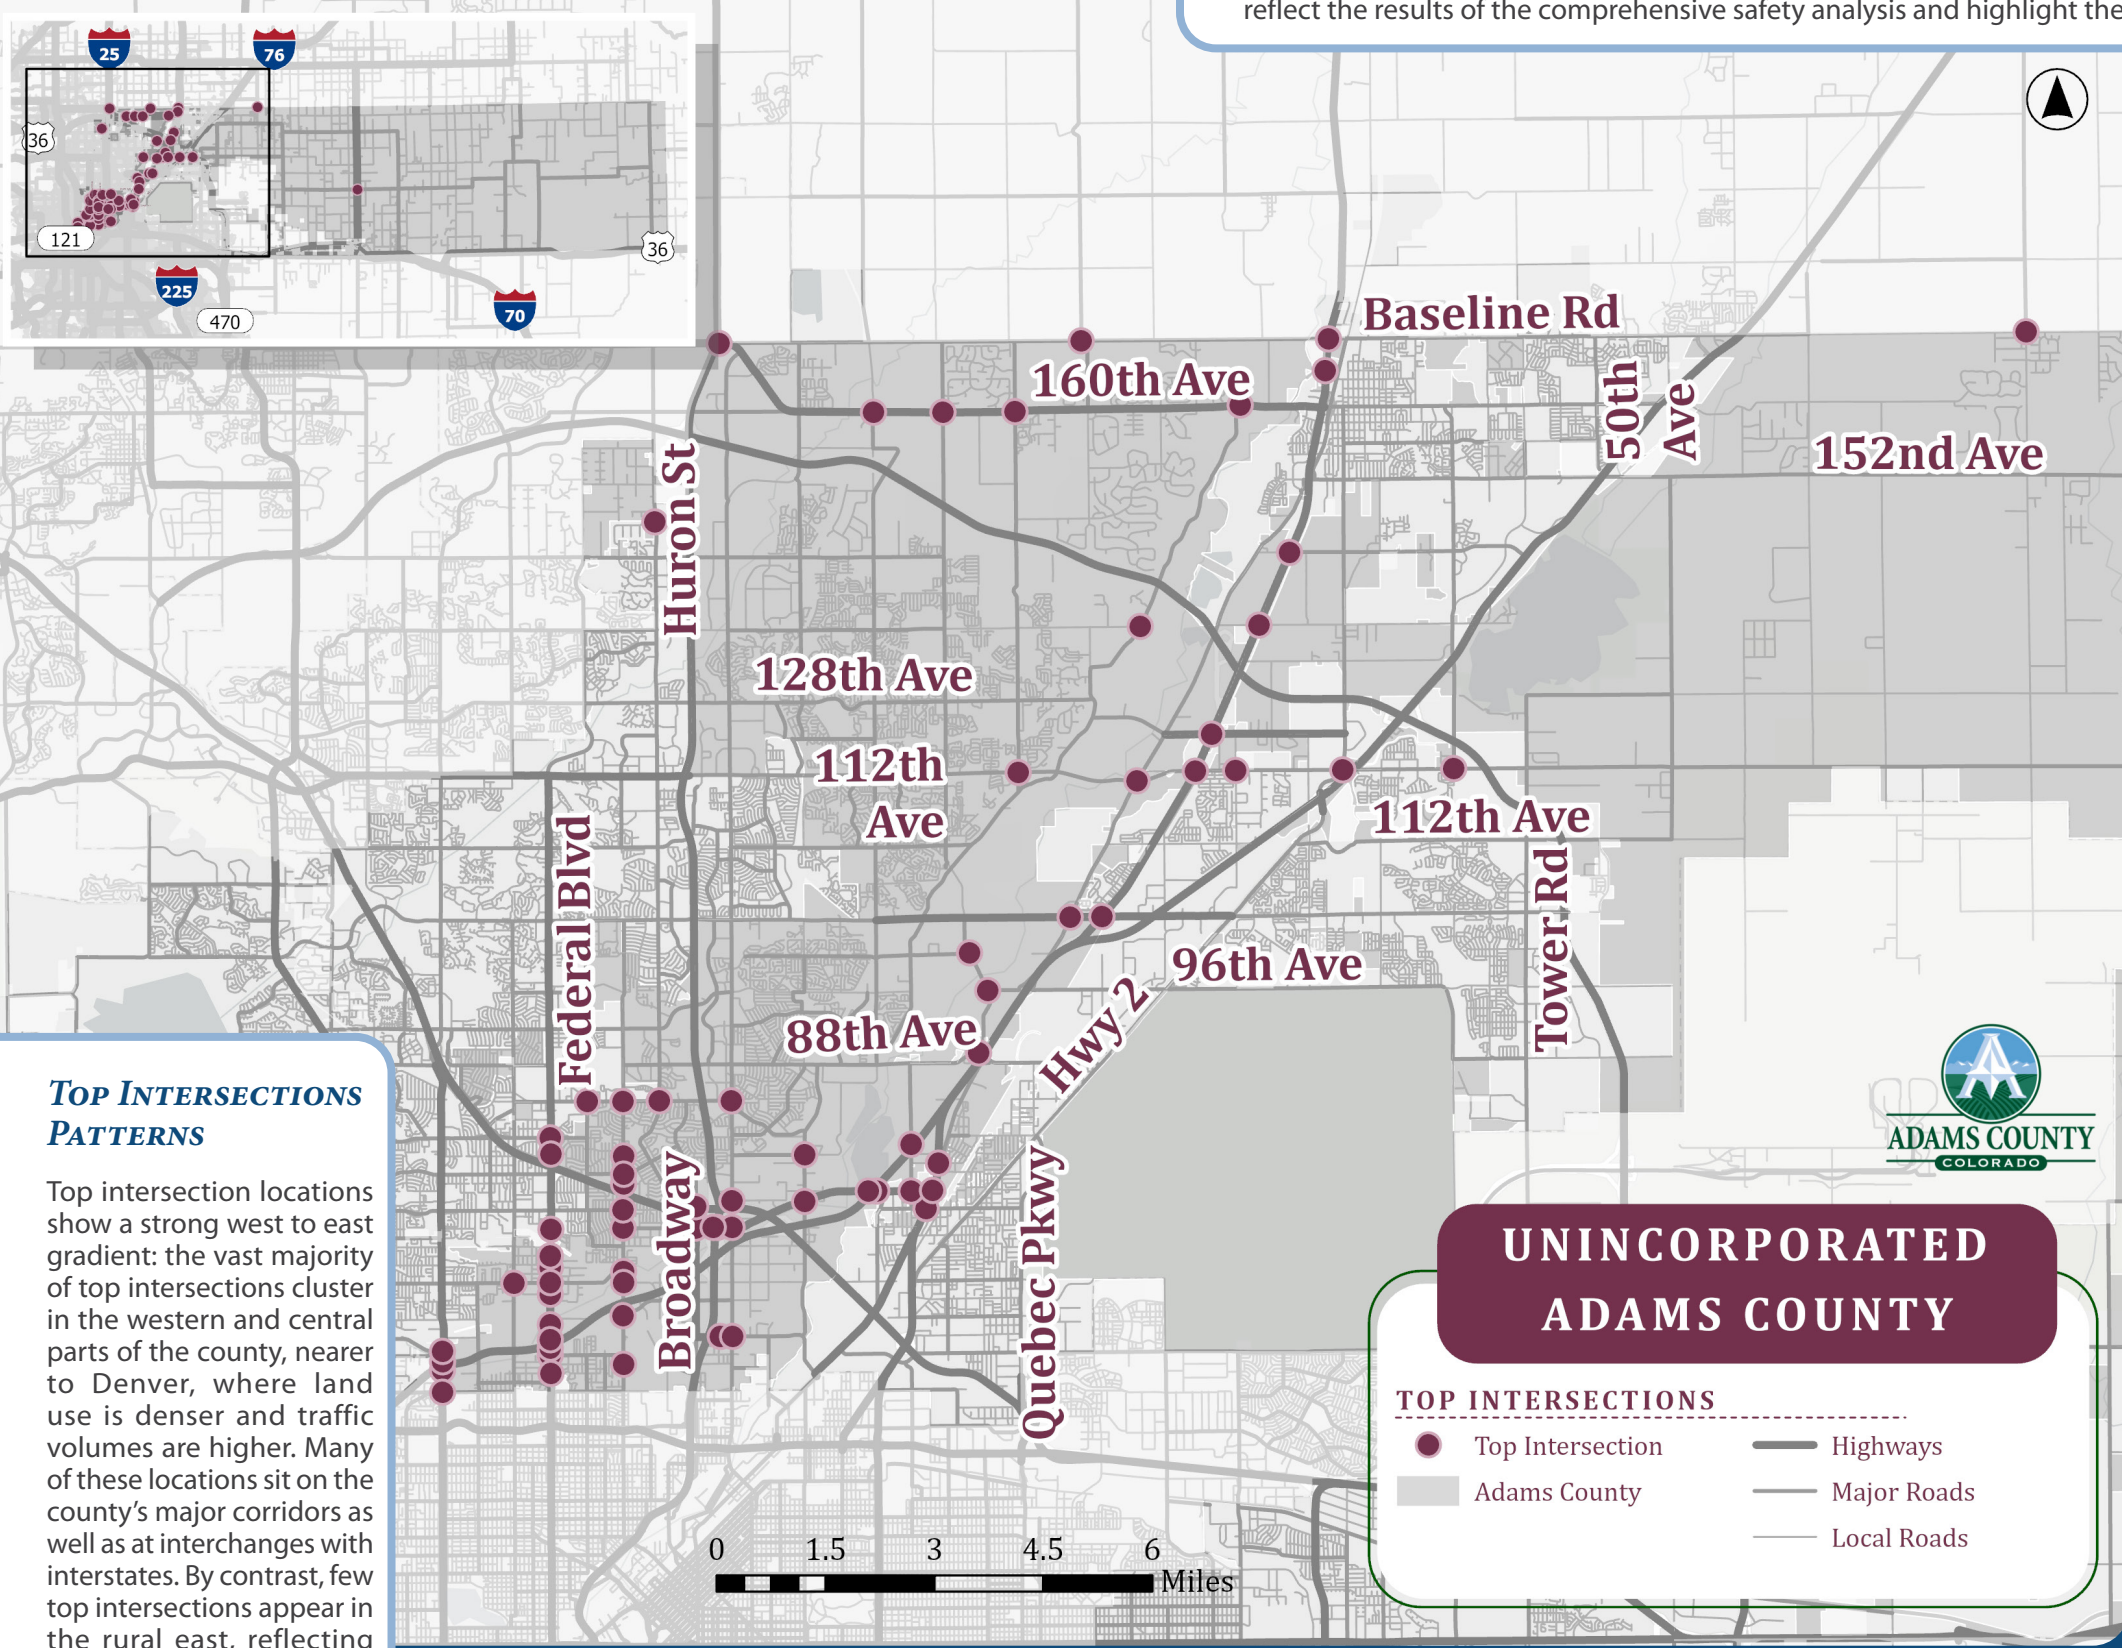 reflect the results of the comprehensive safety analysis and highlight the
25
76
36
121
225
470
70
36
Baseline Rd
160th Ave
50th
Ave
152nd Ave
Huron St
128th Ave
112th
Ave
112th Ave
Federal Blvd
Tower Rd
96th Ave
88th Ave
Hwy 2
Broadway
Quebec Pkwy
TOP INTERSECTIONS
PATTERNS
Top intersection locations
show a strong west to east
gradient: the vast majority
of top intersections cluster
in the western and central
parts of the county, nearer
to Denver, where land
use is denser and traffic
volumes are higher. Many
of these locations sit on the
county's major corridors as
well as at interchanges with
interstates. By contrast, few
top intersections appear in
the rural east, reflecting
ADAMS COUNTY
COLORADO
UNINCORPORATED
ADAMS COUNTY
TOP INTERSECTIONS
Top Intersection
Adams County
Highways
Major Roads
Local Roads
0 1.5 3 4.5 6
Miles